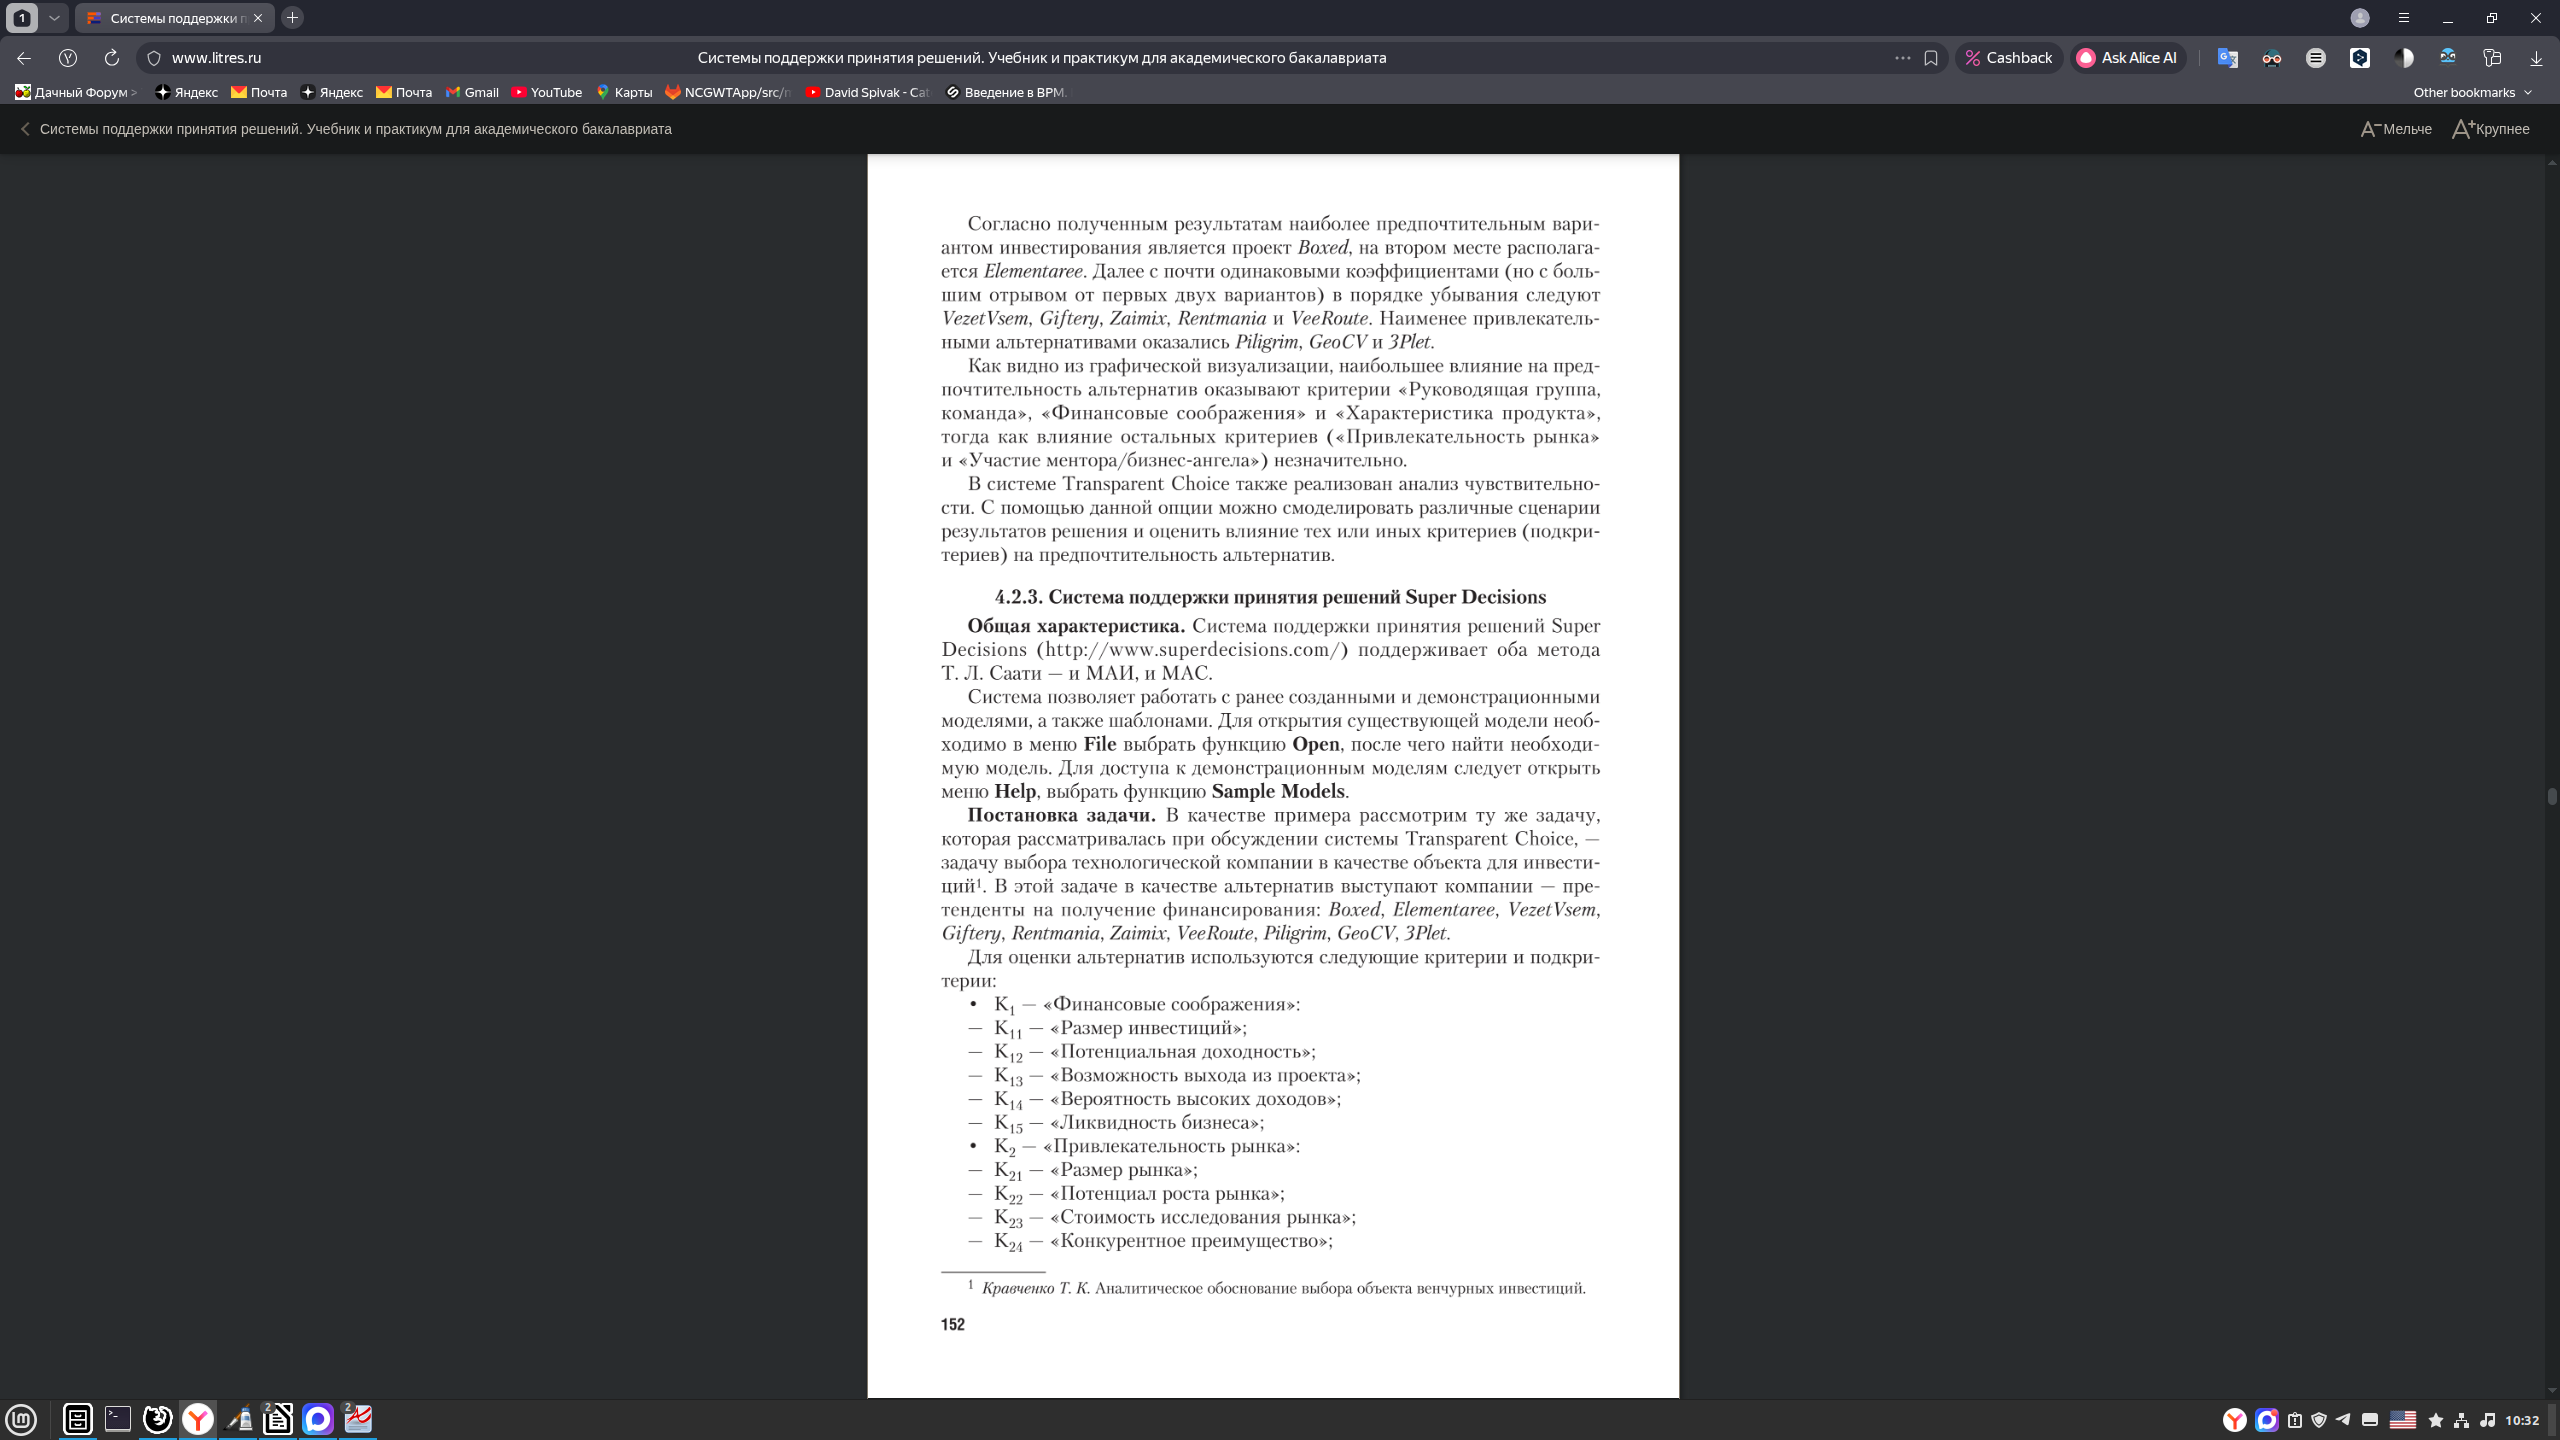 1
Системы поддержки п
www.litres.ru
Системы поддержки принятия решений. Учебник и практикум для академического бакалавриата
Cashback
Ask Alice AI
Дачный Форум >
Яндекс
Почта
Яндекс
Почта
Gmail
YouTube
Карты
NCGWTApp/src/
David Spivak - Cat
Введение в BPM.
Other bookmarks
Системы поддержки принятия решений. Учебник и практикум для академического бакалавриата
A− Мельче
A+ Крупнее
Согласно полученным результатам наиболее предпочтительным вари-
антом инвестирования является проект Boxed, на втором месте располага-
ется Elementaree. Далее с почти одинаковыми коэффициентами (но с боль-
шим отрывом от первых двух вариантов) в порядке убывания следуют
VezetVsem, Giftery, Zaimix, Rentmania и VeeRoute. Наименее привлекатель-
ными альтернативами оказались Piligrim, GeoCV и 3Plet.
Как видно из графической визуализации, наибольшее влияние на пред-
почтительность альтернатив оказывают критерии «Руководящая группа,
команда», «Финансовые соображения» и «Характеристика продукта»,
тогда как влияние остальных критериев («Привлекательность рынка»
и «Участие ментора/бизнес-ангела») незначительно.
В системе Transparent Choice также реализован анализ чувствительно-
сти. С помощью данной опции можно смоделировать различные сценарии
результатов решения и оценить влияние тех или иных критериев (подкри-
териев) на предпочтительность альтернатив.
4.2.3. Система поддержки принятия решений Super Decisions
Общая характеристика. Система поддержки принятия решений Super
Decisions (http://www.superdecisions.com/) поддерживает оба метода
Т. Л. Саати — и МАИ, и МАС.
Система позволяет работать с ранее созданными и демонстрационными
моделями, а также шаблонами. Для открытия существующей модели необ-
ходимо в меню File выбрать функцию Open, после чего найти необходи-
мую модель. Для доступа к демонстрационным моделям следует открыть
меню Help, выбрать функцию Sample Models.
Постановка задачи. В качестве примера рассмотрим ту же задачу,
которая рассматривалась при обсуждении системы Transparent Choice, —
задачу выбора технологической компании в качестве объекта для инвести-
ций¹. В этой задаче в качестве альтернатив выступают компании — пре-
тенденты на получение финансирования: Boxed, Elementaree, VezetVsem,
Giftery, Rentmania, Zaimix, VeeRoute, Piligrim, GeoCV, 3Plet.
Для оценки альтернатив используются следующие критерии и подкри-
терии:
• K₁ — «Финансовые соображения»:
— K₁₁ — «Размер инвестиций»;
— K₁₂ — «Потенциальная доходность»;
— K₁₃ — «Возможность выхода из проекта»;
— K₁₄ — «Вероятность высоких доходов»;
— K₁₅ — «Ликвидность бизнеса»;
• K₂ — «Привлекательность рынка»:
— K₂₁ — «Размер рынка»;
— K₂₂ — «Потенциал роста рынка»;
— K₂₃ — «Стоимость исследования рынка»;
— K₂₄ — «Конкурентное преимущество»;
¹ Кравченко Т. К. Аналитическое обоснование выбора объекта венчурных инвестиций.
152
2
2
10:32